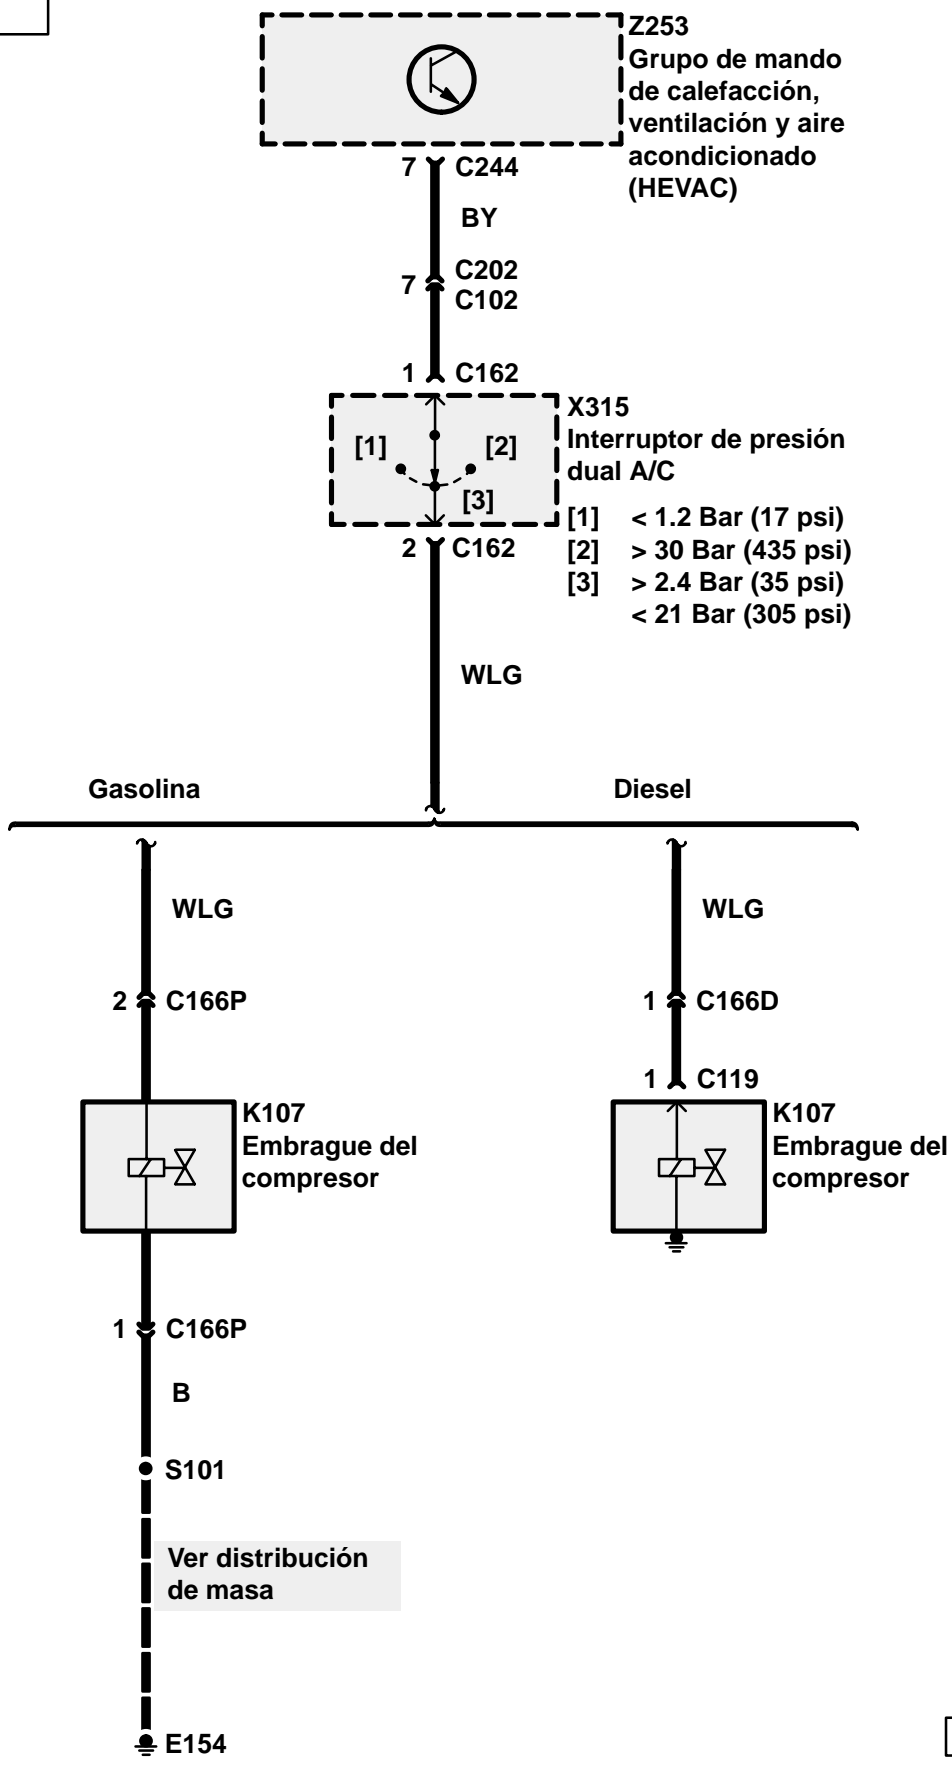 Z253
Grupo de mando
de calefacción,
ventilación y aire
acondicionado
(HEVAC)
7 C244
BY
7 C202
C102
1 C162
X315
Interruptor de presión
dual A/C
[1] [2]
[3]
[1] < 1.2 Bar (17 psi)
[2] > 30 Bar (435 psi)
[3] > 2.4 Bar (35 psi)
< 21 Bar (305 psi)
2 C162
WLG
Gasolina Diesel
WLG WLG
2 C166P 1 C166D
1 C119
K107
Embrague del
compresor
K107
Embrague del
compresor
1 C166P
B
S101
Ver distribución
de masa
E154